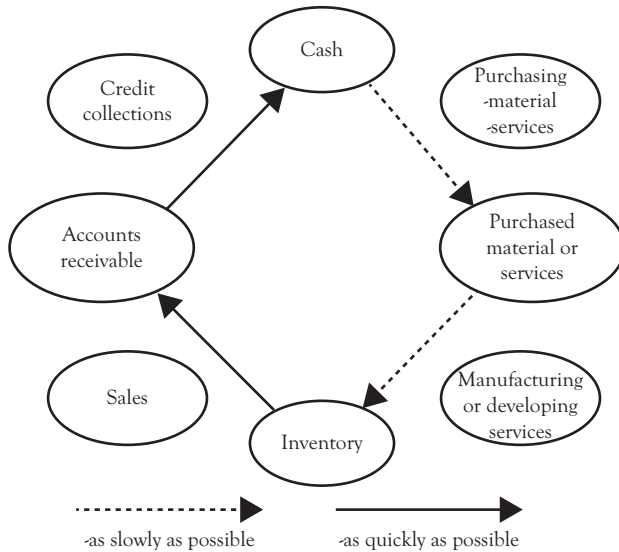 Cash
Credit
collections
Purchasing
-material
-services
Accounts
receivable
Purchased
material or
services
Sales
Manufacturing
or developing
services
Inventory
-as slowly as possible
-as quickly as possible